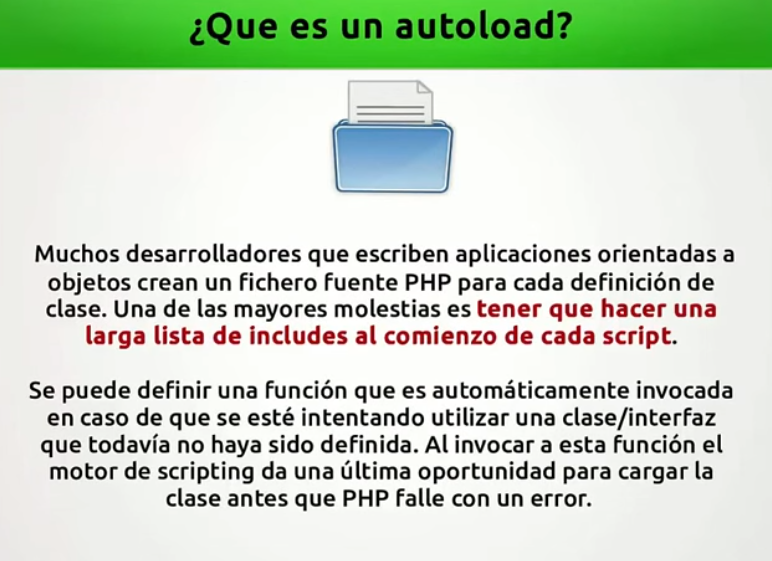 ¿Que es un autoload?
Muchos desarrolladores que escriben aplicaciones orientadas a
objetos crean un fichero fuente PHP para cada definición de
clase. Una de las mayores molestias es tener que hacer una
larga lista de includes al comienzo de cada script.
Se puede definir una función que es automáticamente invocada
en caso de que se esté intentando utilizar una clase/interfaz
que todavía no haya sido definida. Al invocar a esta función el
motor de scripting da una última oportunidad para cargar la
clase antes que PHP falle con un error.